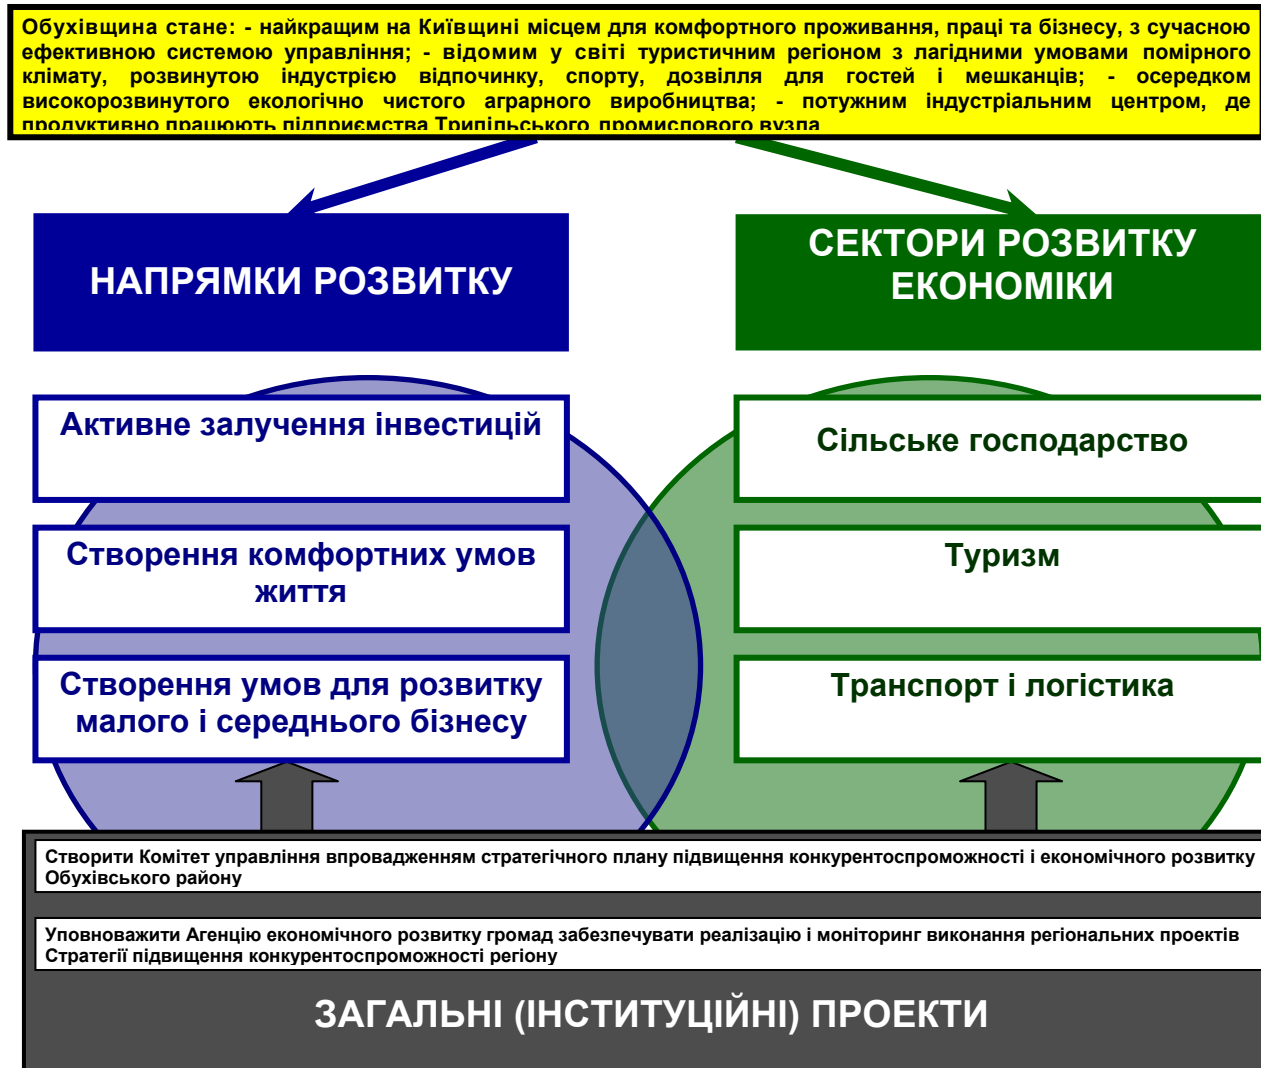 Обухівщина стане: - найкращим на Київщині місцем для комфортного проживання, праці та бізнесу, з сучасною
ефективною системою управління; - відомим у світі туристичним регіоном з лагідними умовами помірного
клімату, розвинутою індустрією відпочинку, спорту, дозвілля для гостей і мешканців; - осередком
високорозвинутого екологічно чистого аграрного виробництва; - потужним індустріальним центром, де
продуктивно працюють підприємства Трипільського промислового вузла
НАПРЯМКИ РОЗВИТКУ
СЕКТОРИ РОЗВИТКУ
ЕКОНОМІКИ
Активне залучення інвестицій
Сільське господарство
Створення комфортних умов
життя
Туризм
Створення умов для розвитку
малого і середнього бізнесу
Транспорт і логістика
Створити Комітет управління впровадженням стратегічного плану підвищення конкурентоспроможності і економічного розвитку
Обухівського району
Уповноважити Агенцію економічного розвитку громад забезпечувати реалізацію і моніторинг виконання регіональних проектів
Стратегії підвищення конкурентоспроможності регіону
ЗАГАЛЬНІ (ІНСТИТУЦІЙНІ) ПРОЕКТИ